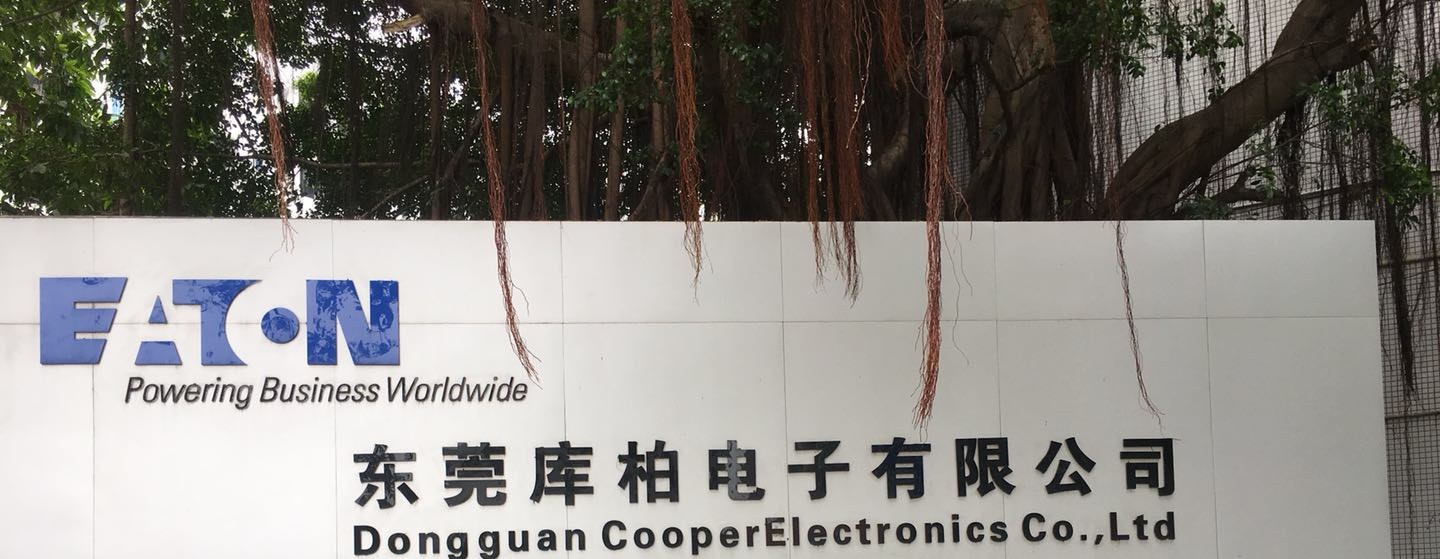 EATON
Powering Business Worldwide
东莞库柏电子有限公司
Dongguan CooperElectronics Co.,Ltd